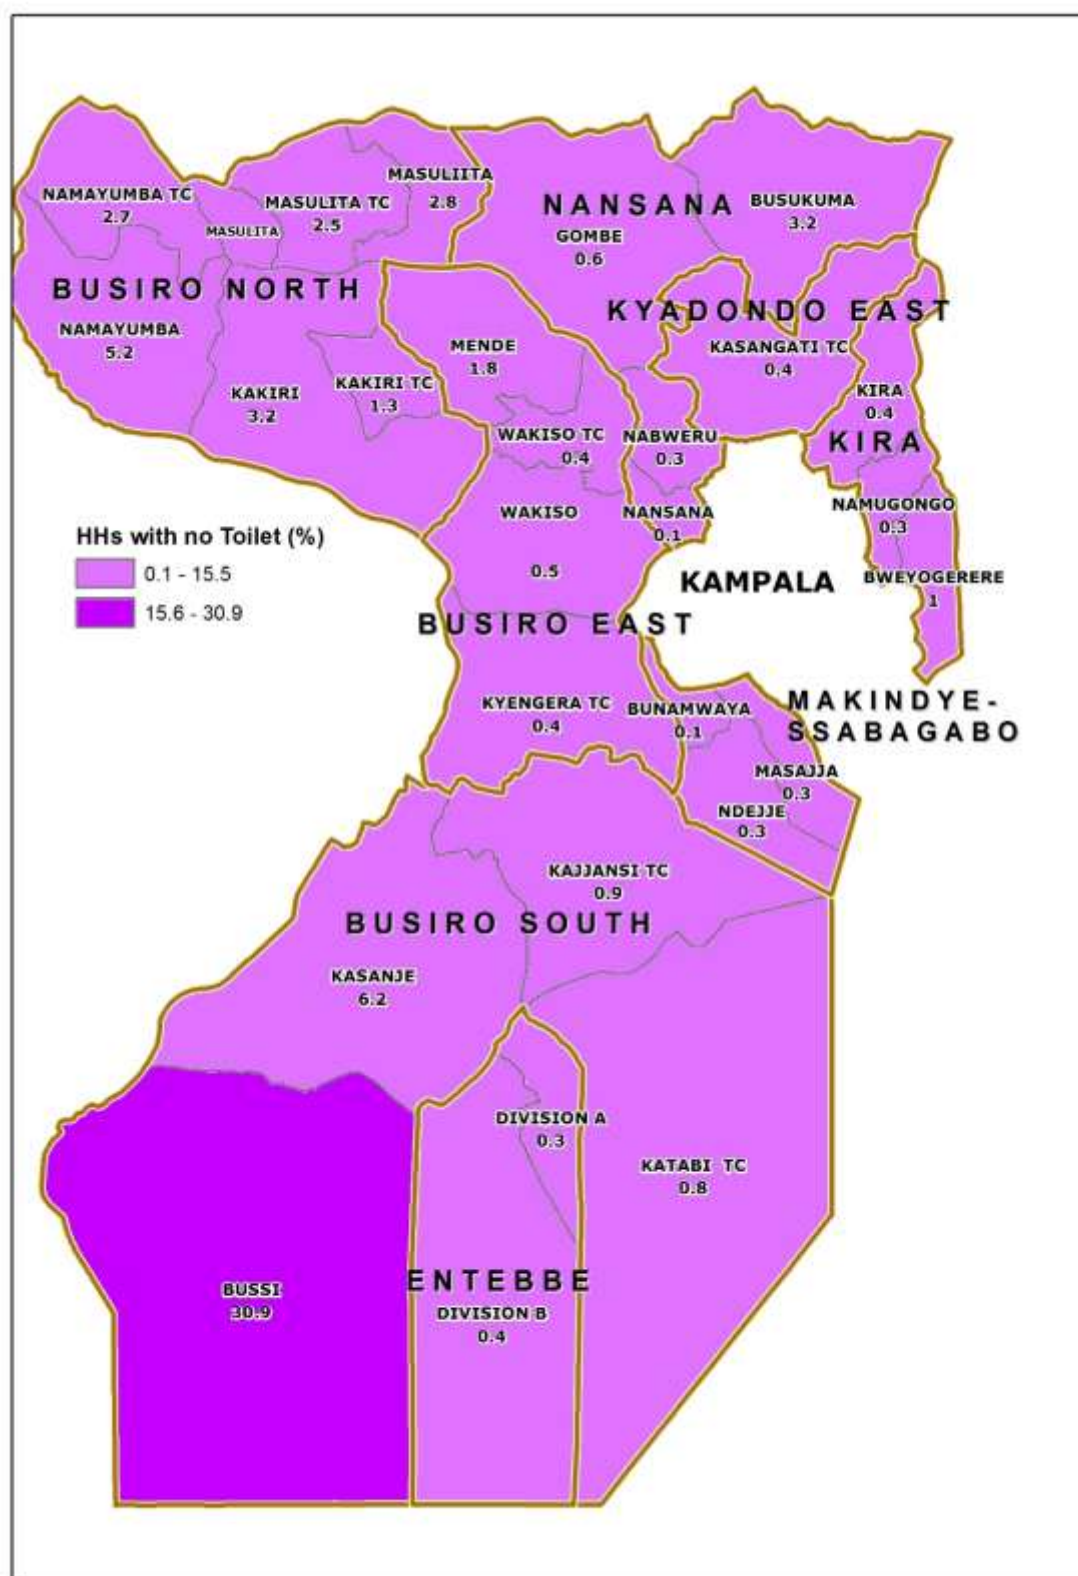 NAMAYUMBA TC
2.7
MASULITA
MASULITA TC
2.5
MASULIITA
2.8
NANSANA
GOMBE
0.6
BUSUKUMA
3.2
BUSIRO NORTH
NAMAYUMBA
5.2
KYADONDO EAST
KASANGATI TC
0.4
MENDE
1.8
KAKIRI
3.2
KAKIRI TC
1.3
KIRA
0.4
KIRA
WAKISO TC
0.4
NABWERU
0.3
WAKISO
0.5
NANSANA
0.1
NAMUGONGO
0.3
BWEYOGERERE
1
HHs with no Toilet (%)
0.1 - 15.5
15.6 - 30.9
KAMPALA
BUSIRO EAST
KYENGERA TC
0.4
BUNAMWAYA
0.1
MAKINDYE-
SSABAGABO
MASAJJA
0.3
NDEJJE
0.3
KAJJANSI TC
0.9
BUSIRO SOUTH
KASANJE
6.2
DIVISION A
0.3
KATABI TC
0.8
BUSSI
30.9
ENTEBBE
DIVISION B
0.4